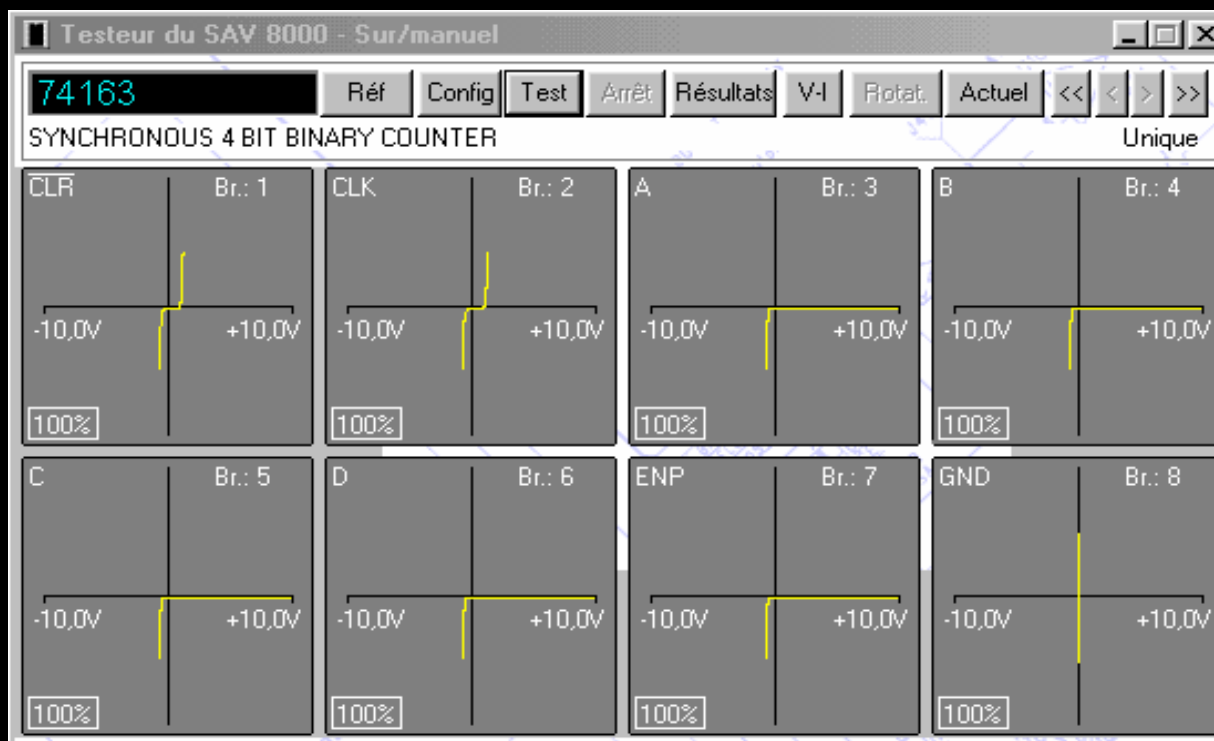 Testeur du SAV 8000 - Sur/manuel
74163 Réf Config Test Arrêt Résultats V-I Rotat. Actuel << < > >>
SYNCHRONOUS 4 BIT BINARY COUNTER Unique
C̅L̅R̅ Br.: 1 CLK Br.: 2 A Br.: 3 B Br.: 4
-10,0V +10,0V -10,0V +10,0V -10,0V +10,0V -10,0V +10,0V
100% 100% 100% 100%
C Br.: 5 D Br.: 6 ENP Br.: 7 GND Br.: 8
-10,0V +10,0V -10,0V +10,0V -10,0V +10,0V -10,0V +10,0V
100% 100% 100% 100%